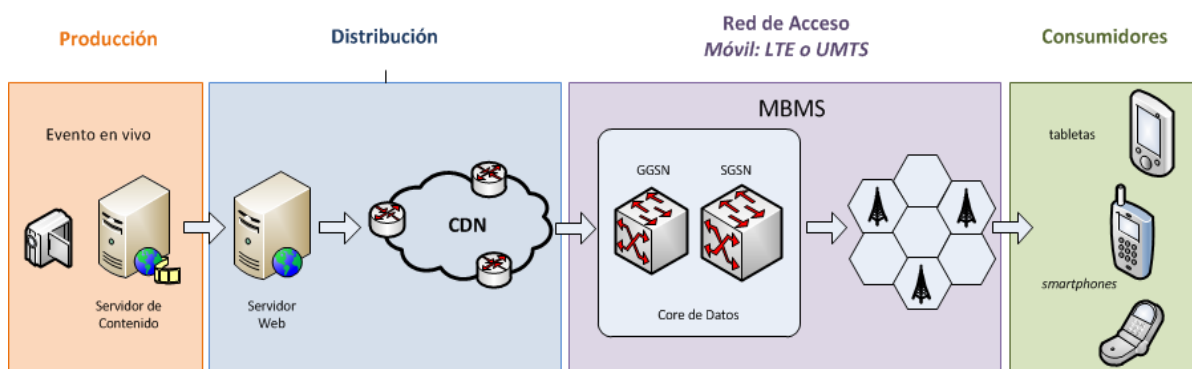 Producción
Distribución
Red de Acceso
Móvil: LTE o UMTS
Consumidores
Evento en vivo
Servidor de
Contenido
Servidor
Web
CDN
MBMS
GGSN
SGSN
Core de Datos
tabletas
smartphones